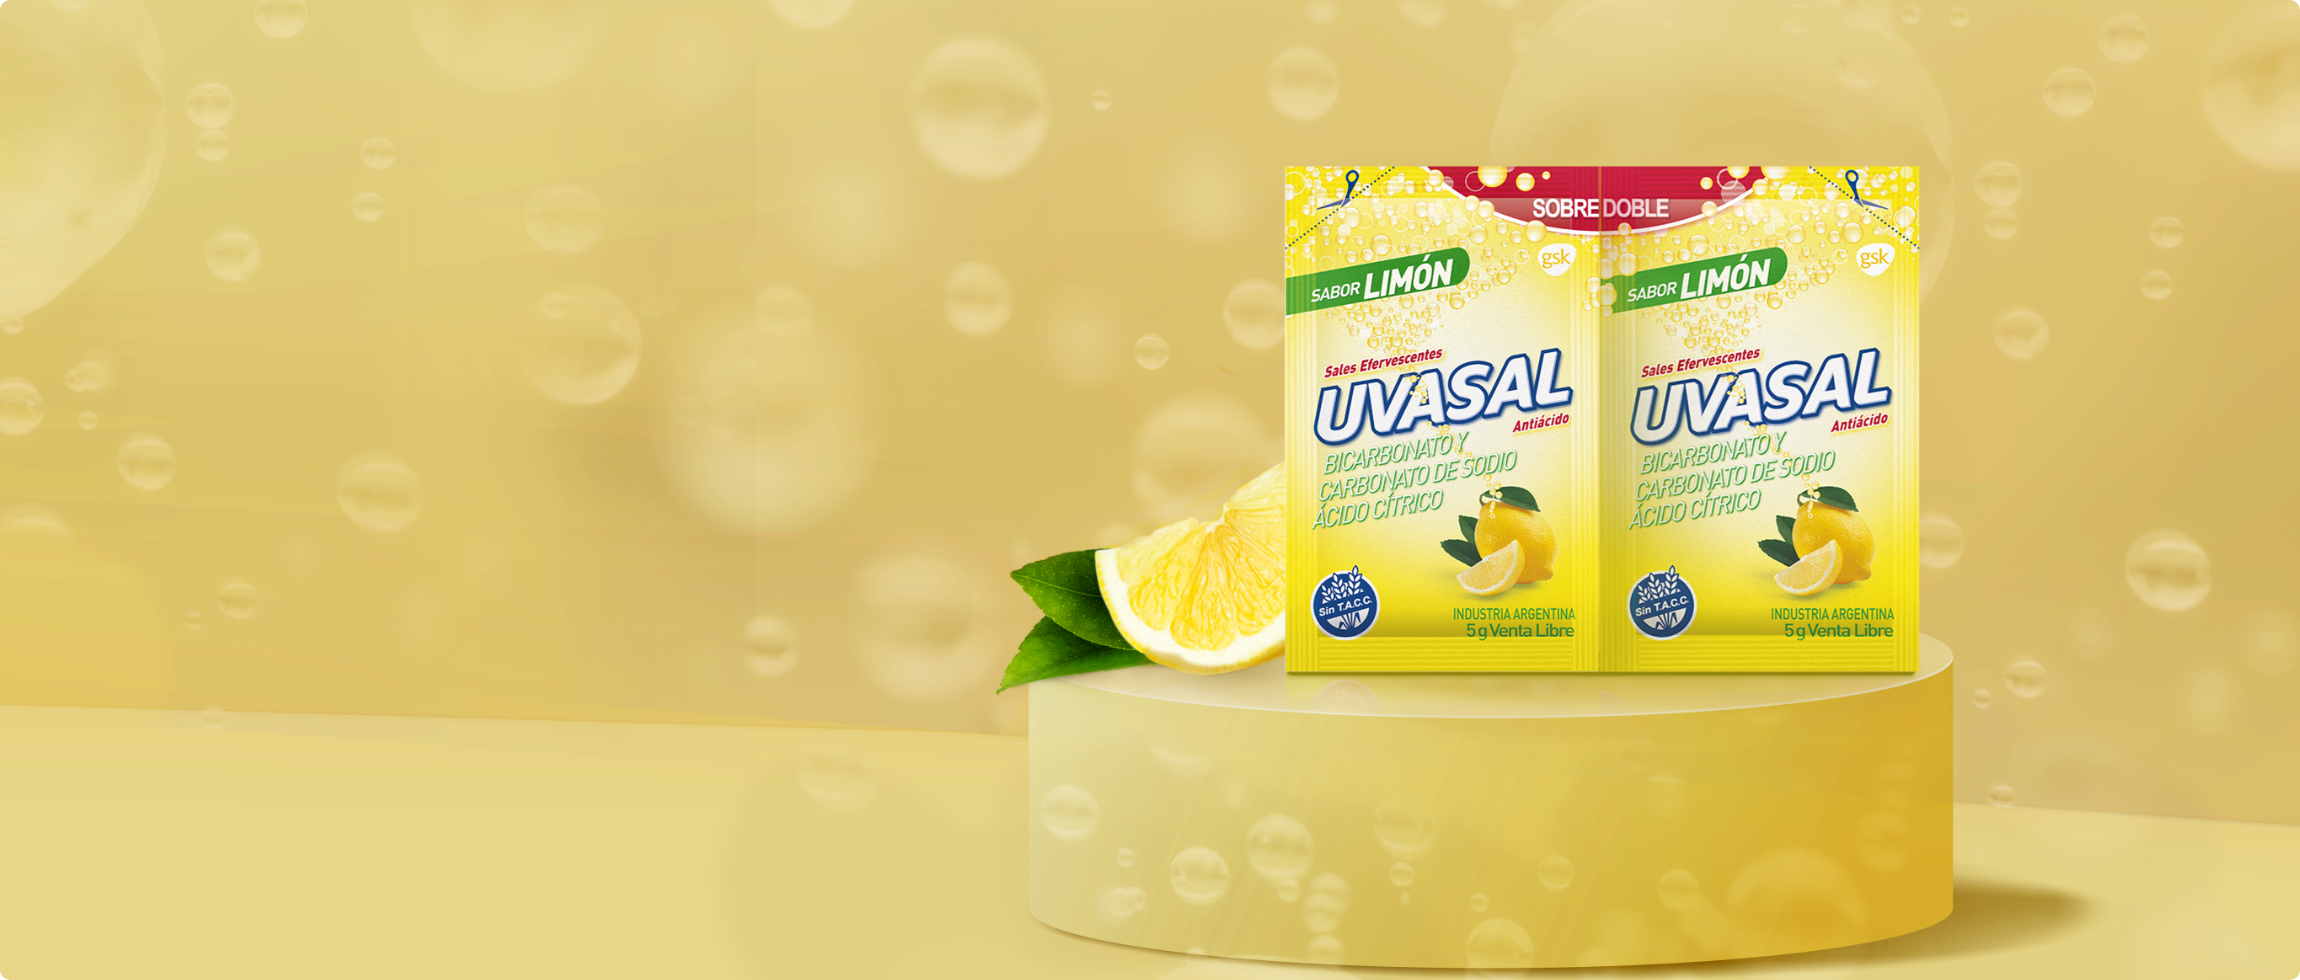 SOBRE DOBLE
gsk
SABOR LIMÓN
Sales Efervescentes
UVASAL
Antiácido
BICARBONATO Y
CARBONATO DE SODIO
ÁCIDO CÍTRICO
Sin T.A.C.C.
INDUSTRIA ARGENTINA
5 g Venta Libre
gsk
SABOR LIMÓN
Sales Efervescentes
UVASAL
Antiácido
BICARBONATO Y
CARBONATO DE SODIO
ÁCIDO CÍTRICO
Sin T.A.C.C.
INDUSTRIA ARGENTINA
5 g Venta Libre